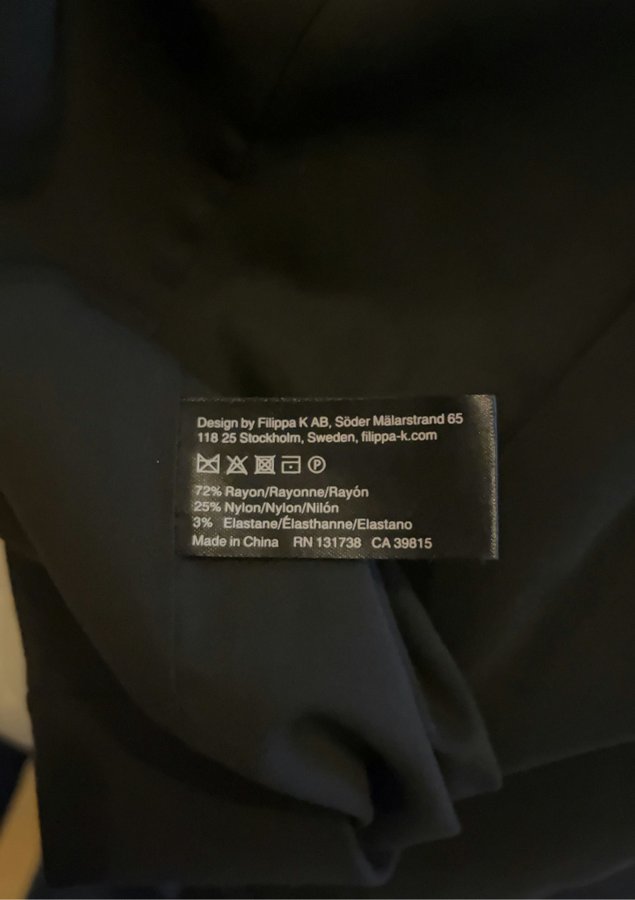 Design by Filippa K AB, Söder Mälarstrand 65
118 25 Stockholm, Sweden, filippa-k.com
P
72% Rayon/Rayonne/Rayón
25% Nylon/Nylon/Nilón
3% Elastane/Élasthanne/Elastano
Made in China RN 131738 CA 39815